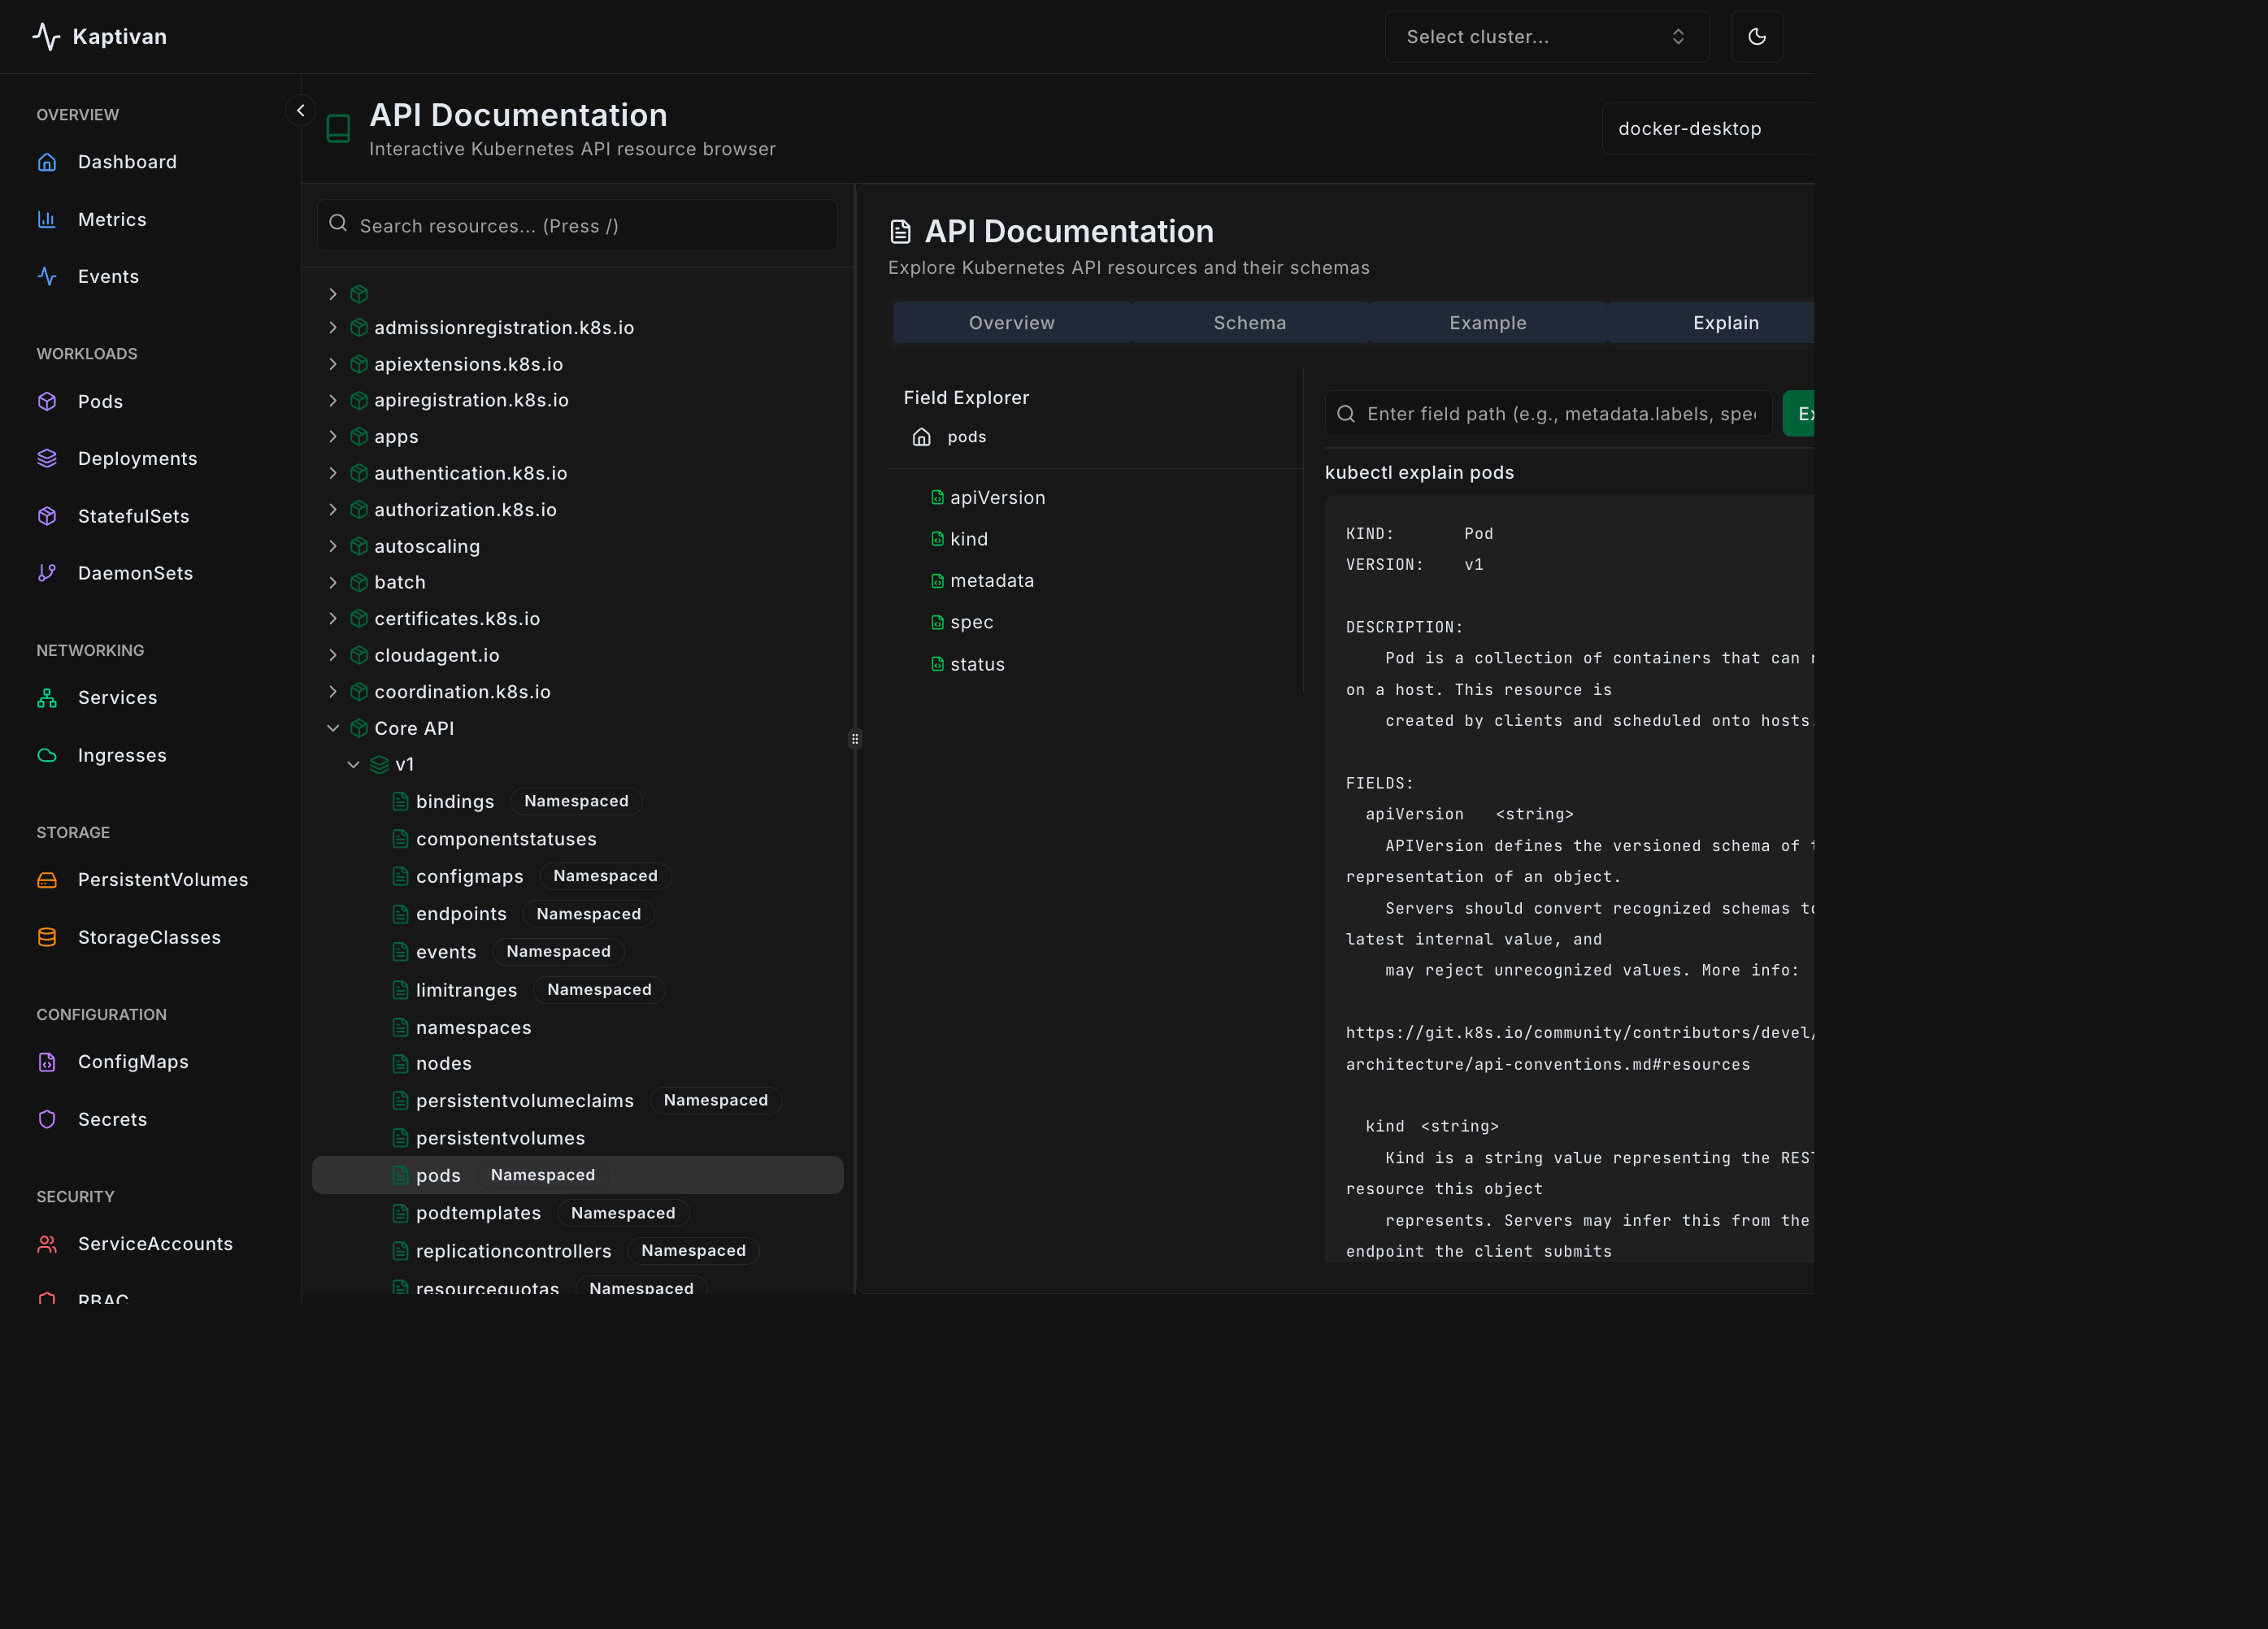 Kaptivan
Select cluster...
OVERVIEW
Dashboard
Metrics
Events
WORKLOADS
Pods
Deployments
StatefulSets
DaemonSets
NETWORKING
Services
Ingresses
STORAGE
PersistentVolumes
StorageClasses
CONFIGURATION
ConfigMaps
Secrets
SECURITY
ServiceAccounts
RBAC
API Documentation
Interactive Kubernetes API resource browser
docker-desktop
Search resources... (Press /)
admissionregistration.k8s.io
apiextensions.k8s.io
apiregistration.k8s.io
apps
authentication.k8s.io
authorization.k8s.io
autoscaling
batch
certificates.k8s.io
cloudagent.io
coordination.k8s.io
Core API
v1
bindings Namespaced
componentstatuses
configmaps Namespaced
endpoints Namespaced
events Namespaced
limitranges Namespaced
namespaces
nodes
persistentvolumeclaims Namespaced
persistentvolumes
pods Namespaced
podtemplates Namespaced
replicationcontrollers Namespaced
resourcequotas Namespaced
API Documentation
Explore Kubernetes API resources and their schemas
Overview Schema Example Explain
Field Explorer
pods
apiVersion
kind
metadata
spec
status
Enter field path (e.g., metadata.labels,
kubectl explain pods
KIND: Pod
VERSION: v1
DESCRIPTION:
Pod is a collection of containers that can
on a host. This resource is
created by clients and scheduled onto hosts.
FIELDS:
apiVersion <string>
APIVersion defines the versioned schema of
representation of an object.
Servers should convert recognized schemas to
latest internal value, and
may reject unrecognized values. More info:
https://git.k8s.io/community/contributors/devel/
architecture/api-conventions.md#resources
kind <string>
Kind is a string value representing the REST
resource this object
represents. Servers may infer this from the
endpoint the client submits